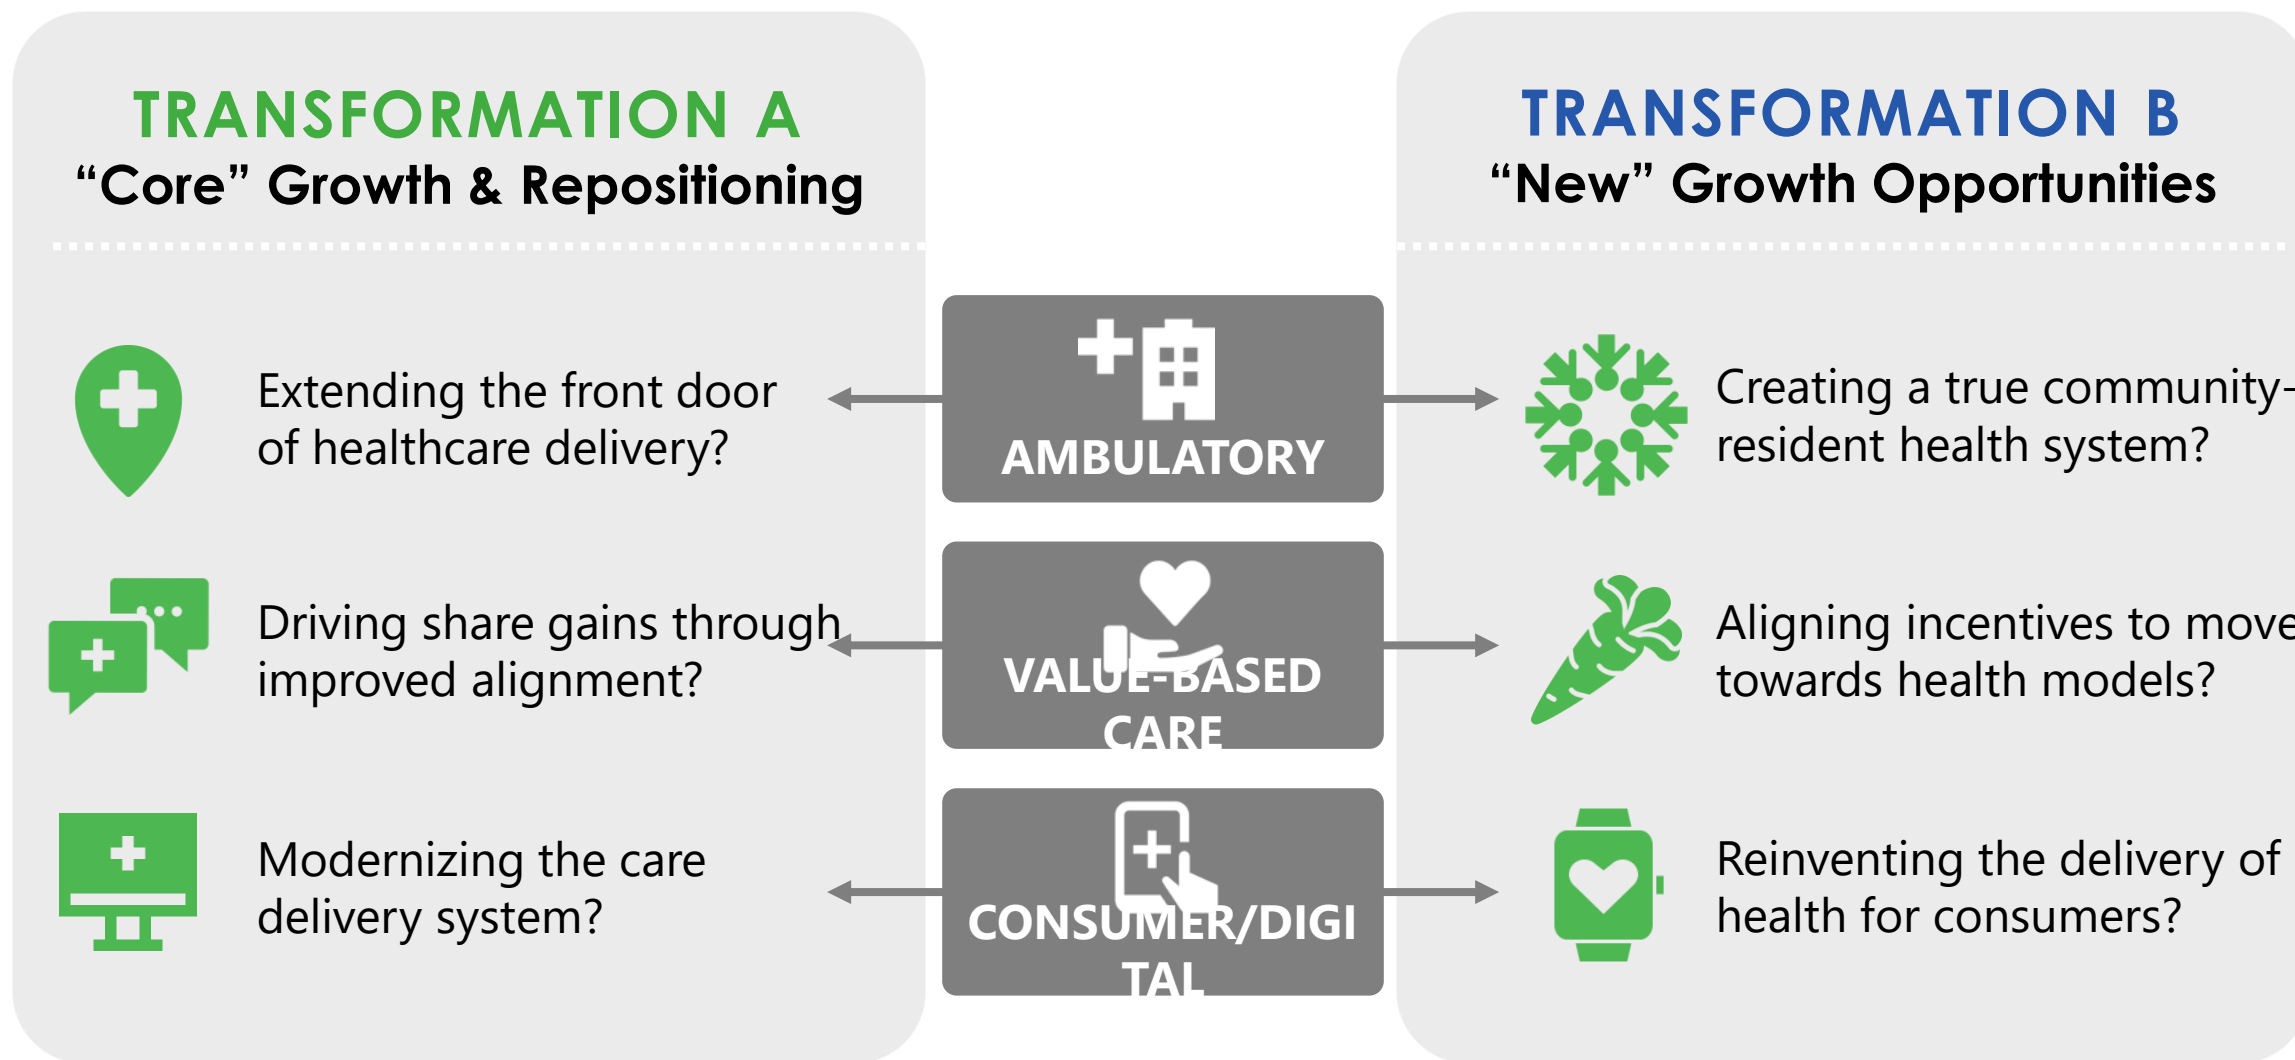 TRANSFORMATION A
“Core” Growth & Repositioning
Extending the front door
of healthcare delivery?
Driving share gains through
improved alignment?
Modernizing the care
delivery system?
AMBULATORY
VALUE-BASED
CARE
CONSUMER/DIGI
TAL
TRANSFORMATION B
“New” Growth Opportunities
Creating a true community-
resident health system?
Aligning incentives to move
towards health models?
Reinventing the delivery of
health for consumers?